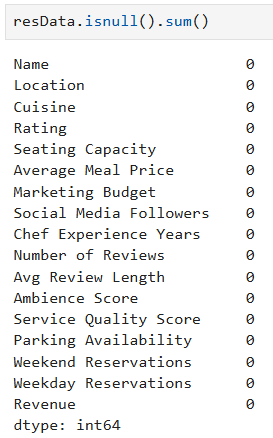 resData.isnull().sum()
Name 0
Location 0
Cuisine 0
Rating 0
Seating Capacity 0
Average Meal Price 0
Marketing Budget 0
Social Media Followers 0
Chef Experience Years 0
Number of Reviews 0
Avg Review Length 0
Ambience Score 0
Service Quality Score 0
Parking Availability 0
Weekend Reservations 0
Weekday Reservations 0
Revenue 0
dtype: int64